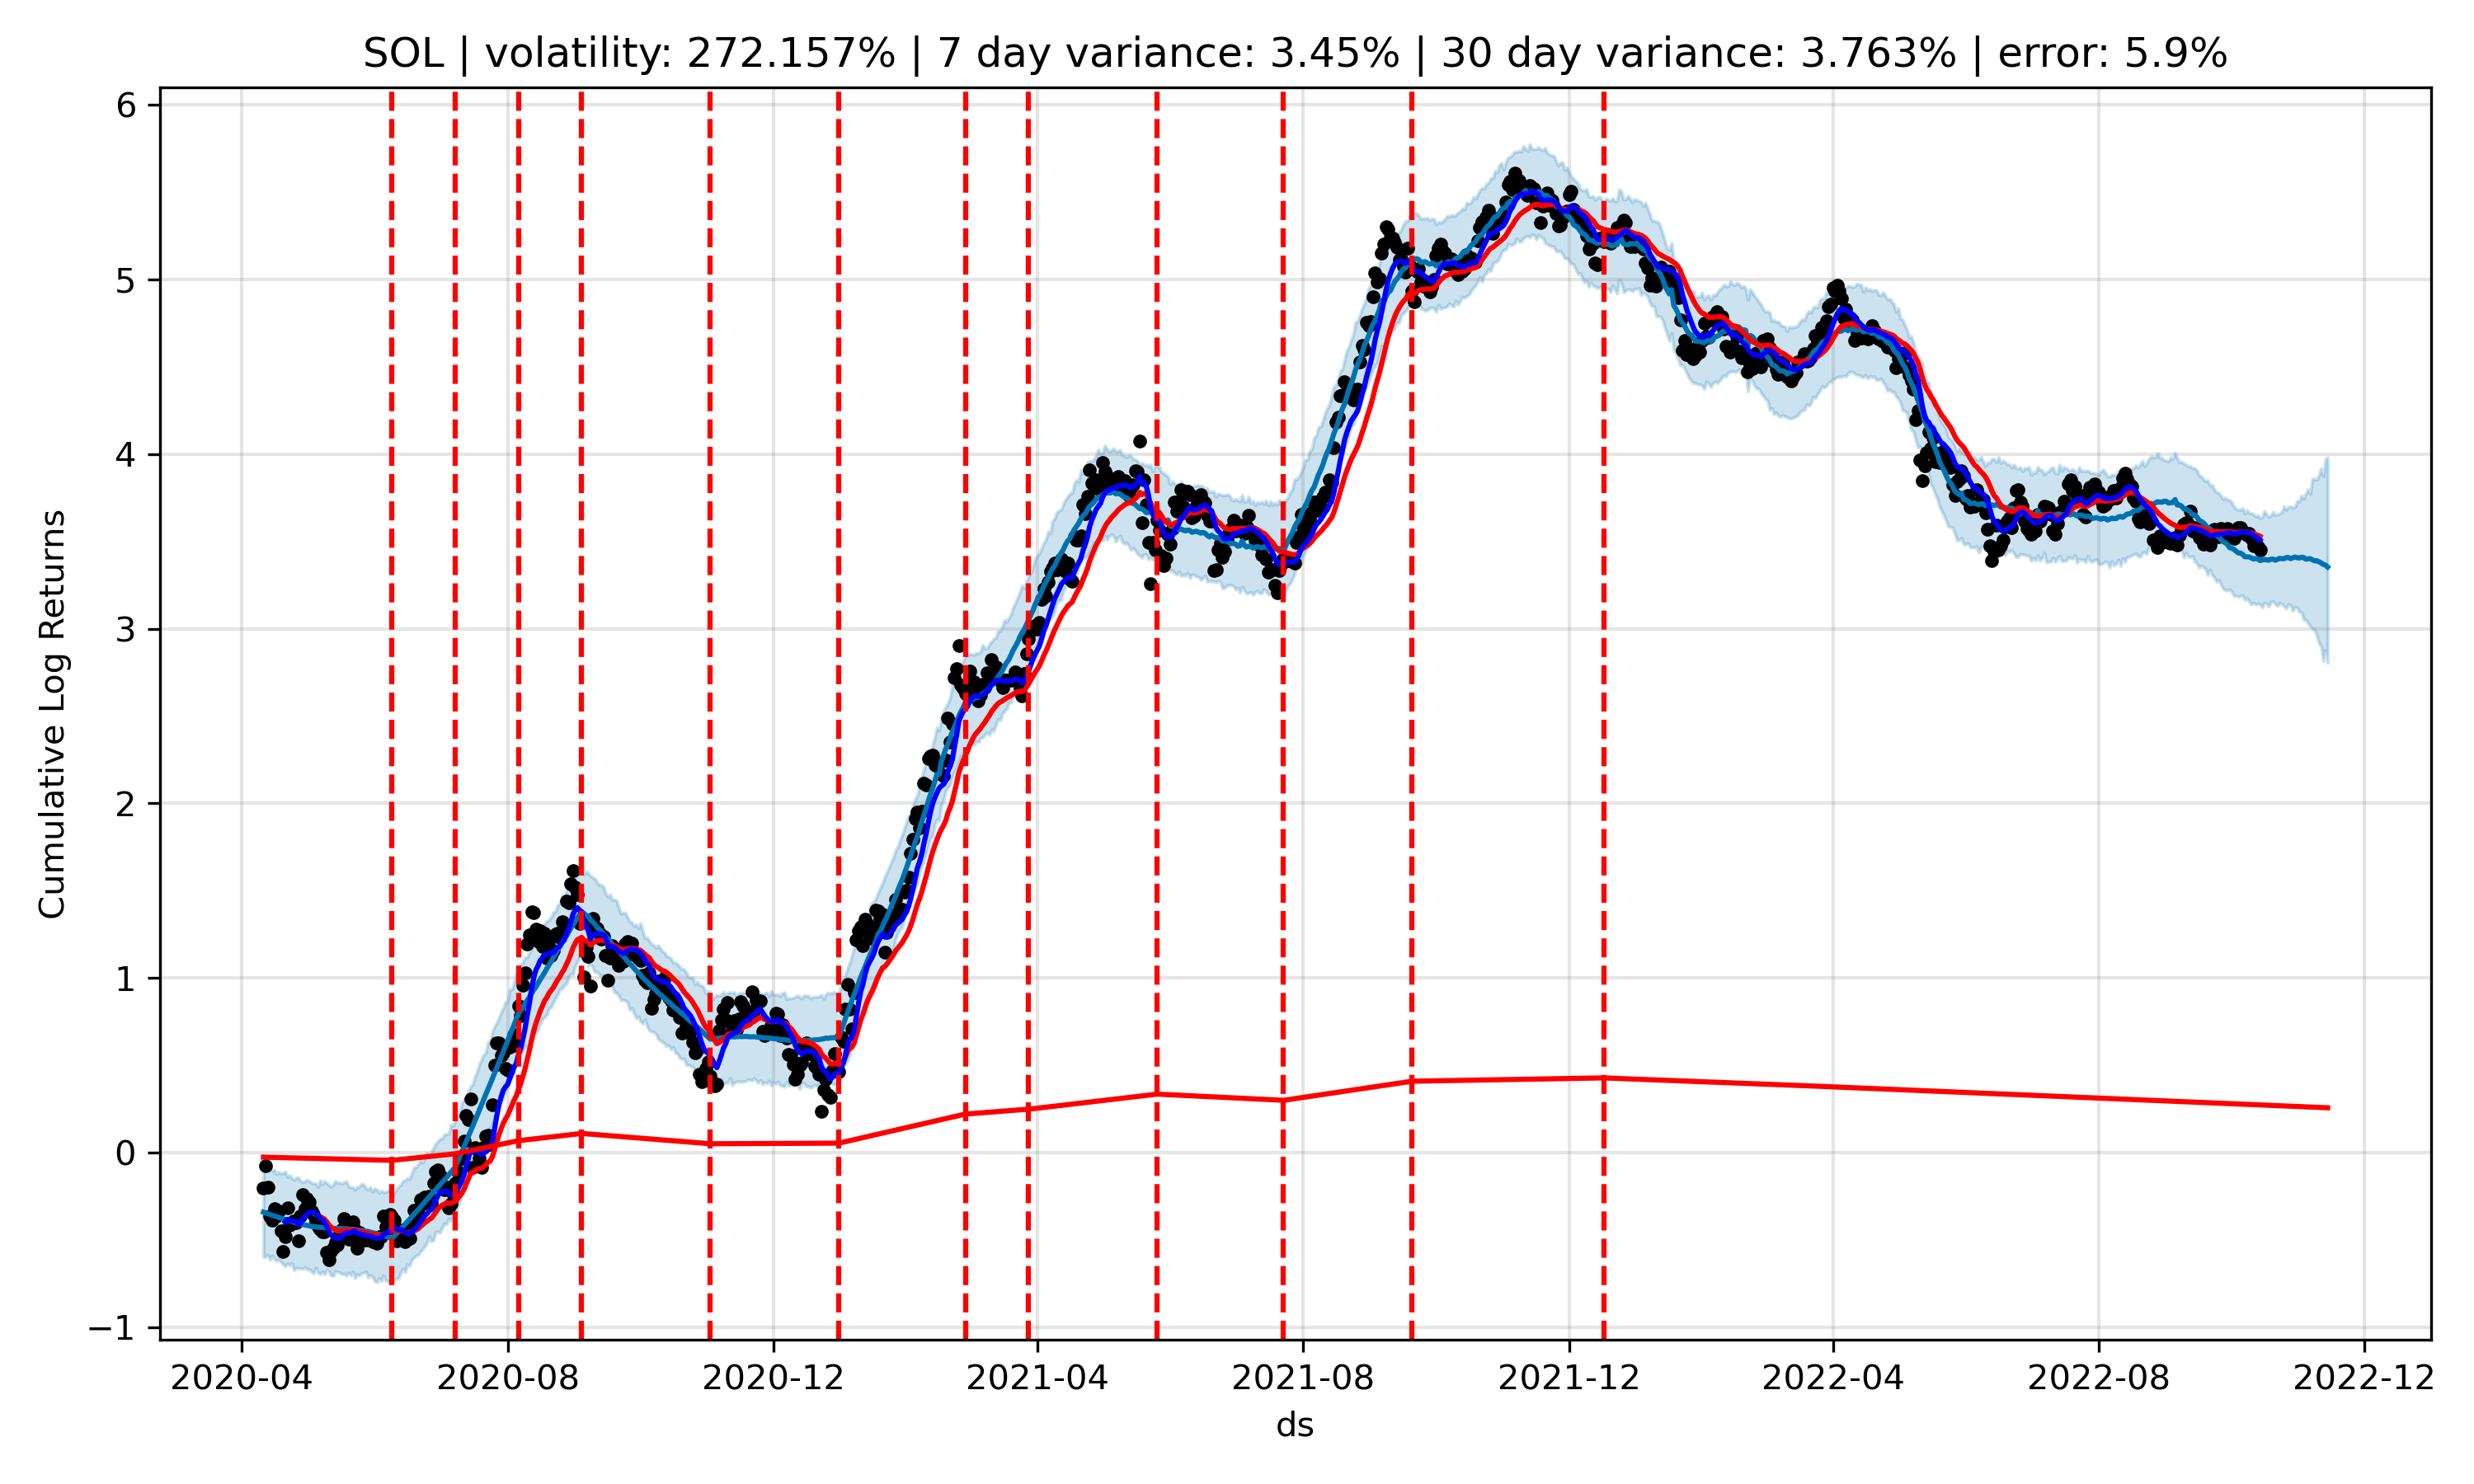 SOL | volatility: 272.157% | 7 day variance: 3.45% | 30 day variance: 3.763% | error: 5.9%
6
5
4
3
2
1
0
−1
Cumulative Log Returns
2020-04 2020-08 2020-12 2021-04 2021-08 2021-12 2022-04 2022-08 2022-12
ds